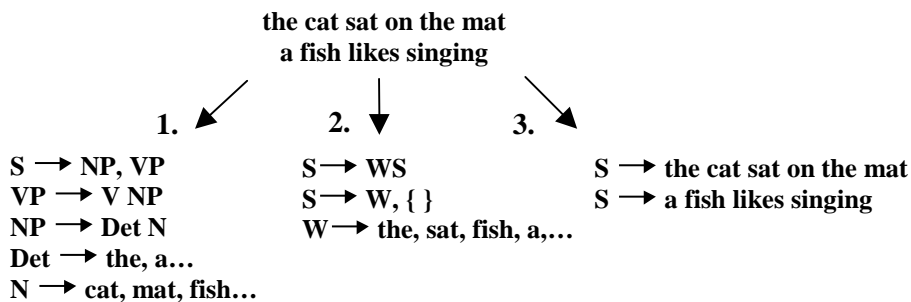 the cat sat on the mat
a fish likes singing
1.
S → NP, VP
VP → V NP
NP → Det N
Det → the, a…
N → cat, mat, fish…
2.
S → WS
S → W, { }
W → the, sat, fish, a,…
3.
S → the cat sat on the mat
S → a fish likes singing